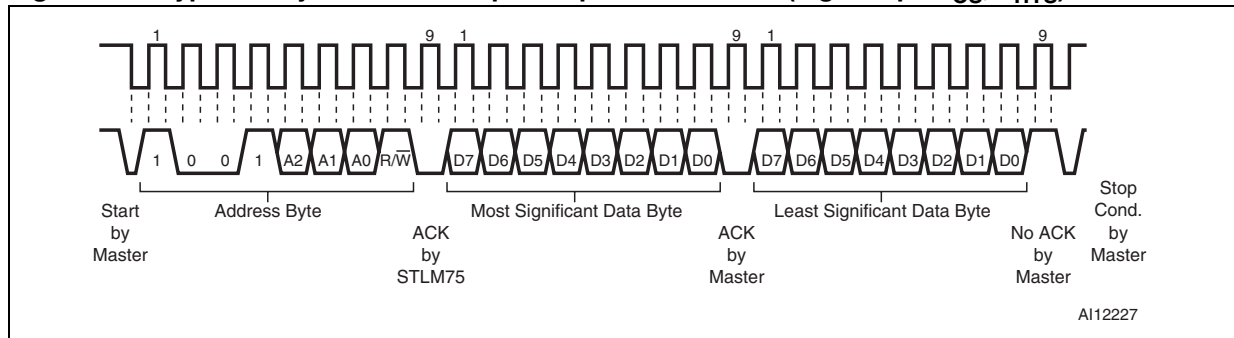 1 9 1 9 1 9
1 0 0 1 A2 A1 A0 R/W̅ D7 D6 D5 D4 D3 D2 D1 D0 D7 D6 D5 D4 D3 D2 D1 D0
Start
by
Master
Address Byte
ACK
by
STLM75
Most Significant Data Byte
ACK
by
Master
Least Significant Data Byte
No ACK
by
Master
Stop
Cond.
by
Master
AI12227